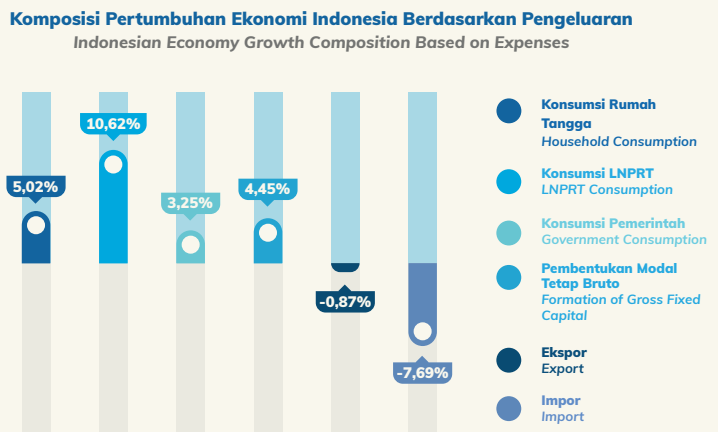 Komposisi Pertumbuhan Ekonomi Indonesia Berdasarkan Pengeluaran
Indonesian Economy Growth Composition Based on Expenses
5,02%
10,62%
3,25%
4,45%
-0,87%
-7,69%
Konsumsi Rumah
Tangga
Household Consumption
Konsumsi LNPRT
LNPRT Consumption
Konsumsi Pemerintah
Government Consumption
Pembentukan Modal
Tetap Bruto
Formation of Gross Fixed
Capital
Ekspor
Export
Impor
Import